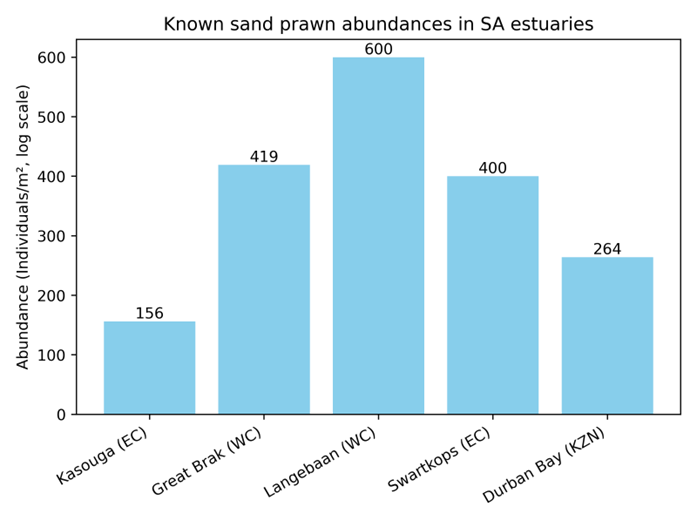 Known sand prawn abundances in SA estuaries
Abundance (Individuals/m², log scale)
600
500
400
300
200
100
0
156
419
600
400
264
Kasouga (EC)
Great Brak (WC)
Langebaan (WC)
Swartkops (EC)
Durban Bay (KZN)